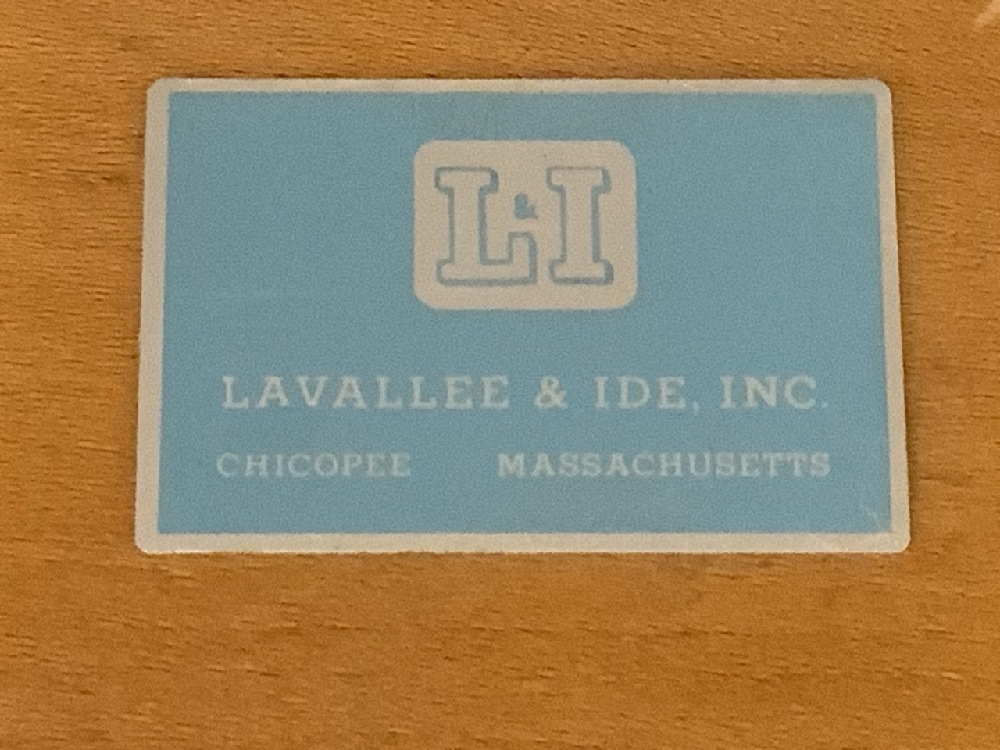 L&I
LAVALLEE & IDE, INC.
CHICOPEE MASSACHUSETTS